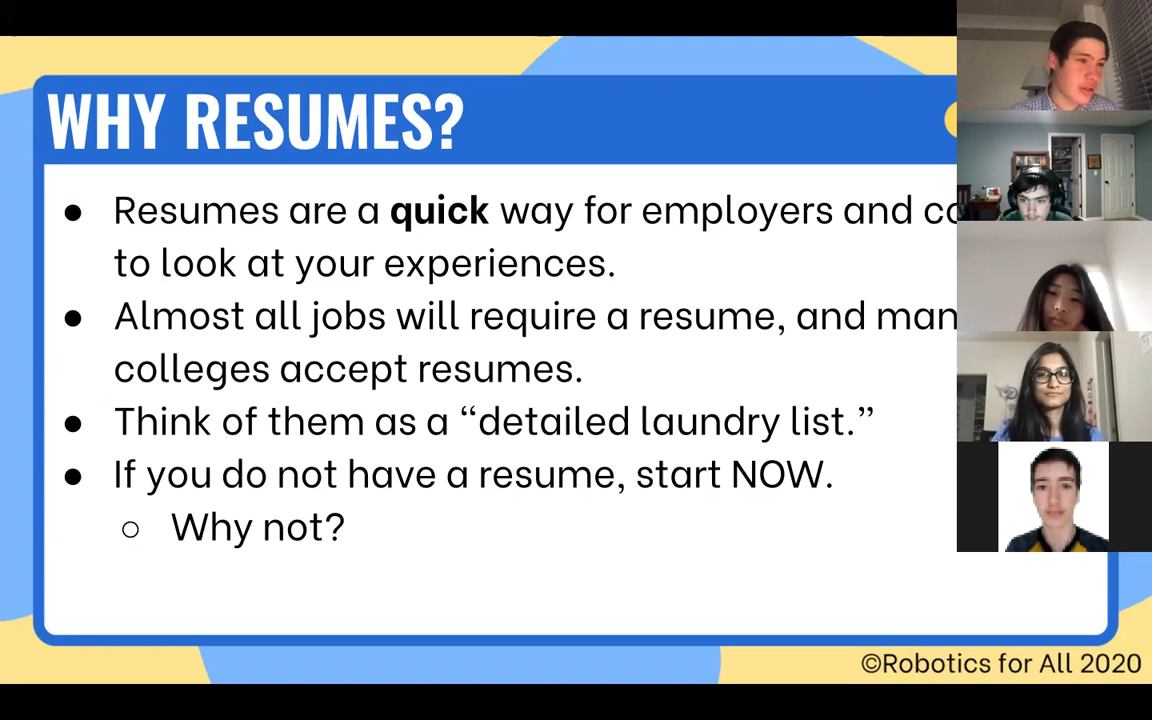 WHY RESUMES?
● Resumes are a quick way for employers and
to look at your experiences.
● Almost all jobs will require a resume, and
colleges accept resumes.
● Think of them as a “detailed laundry list.”
● If you do not have a resume, start NOW.
○ Why not?
©Robotics for All 2020